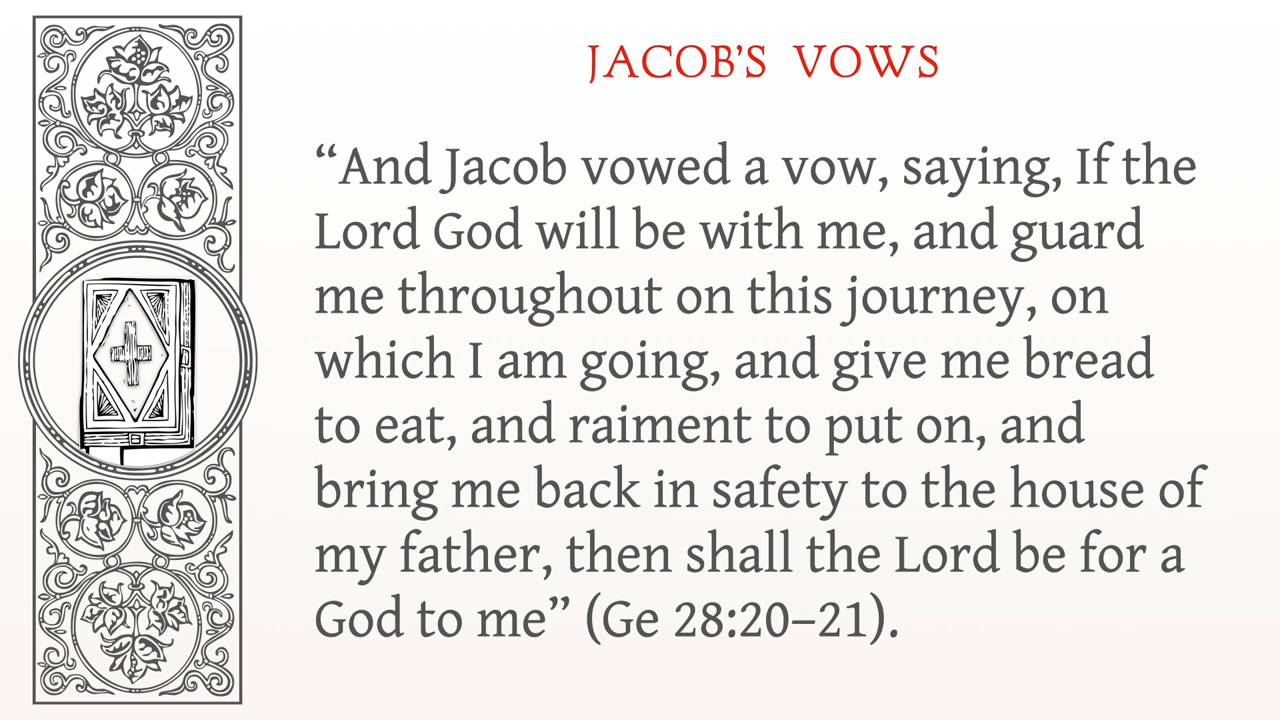 JACOB’S VOWS
“And Jacob vowed a vow, saying, If the
Lord God will be with me, and guard
me throughout on this journey, on
which I am going, and give me bread
to eat, and raiment to put on, and
bring me back in safety to the house of
my father, then shall the Lord be for a
God to me” (Ge 28:20–21).